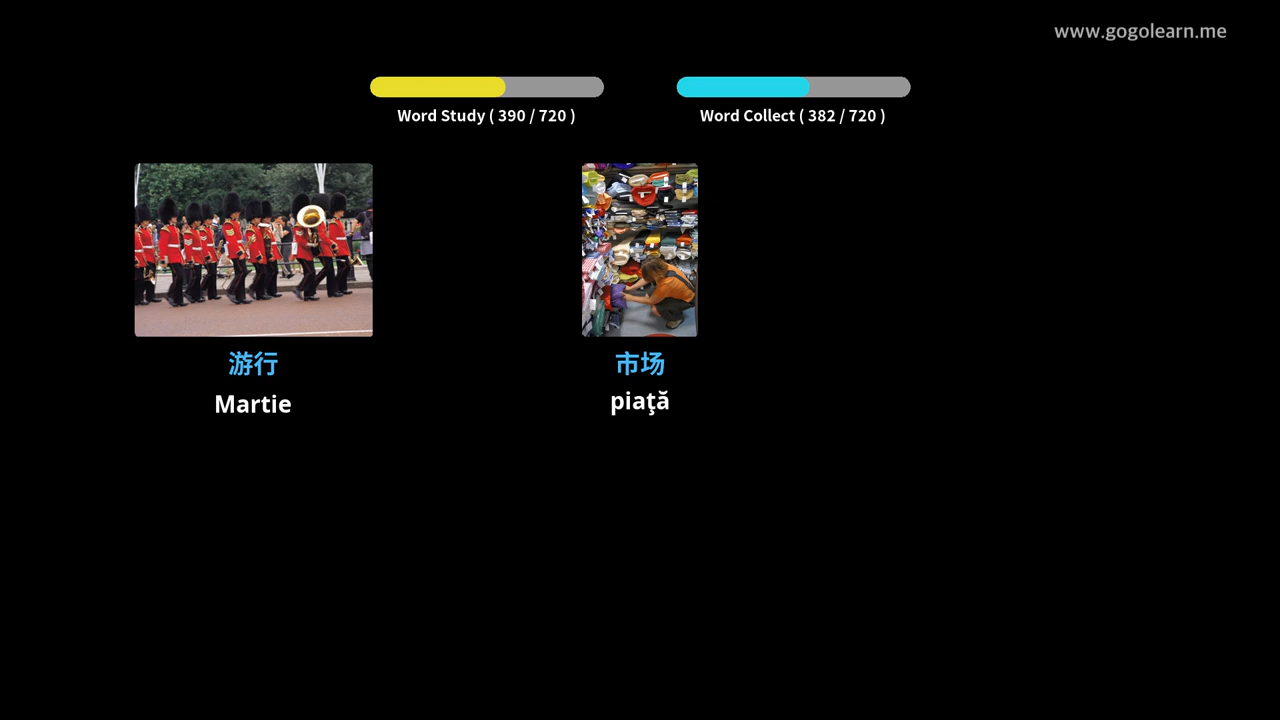 www.gogolearn.me
Word Study ( 390 / 720 )
Word Collect ( 382 / 720 )
游行
Martie
市场
piaţă